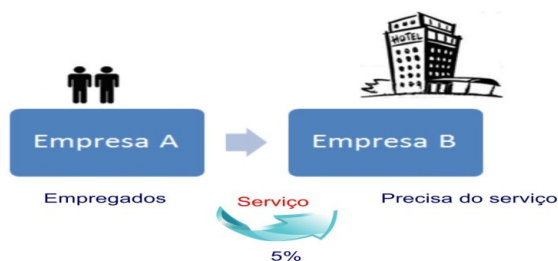 HOTEL
Empresa A
Empresa B
Empregados
Serviço
Precisa do serviço
5%